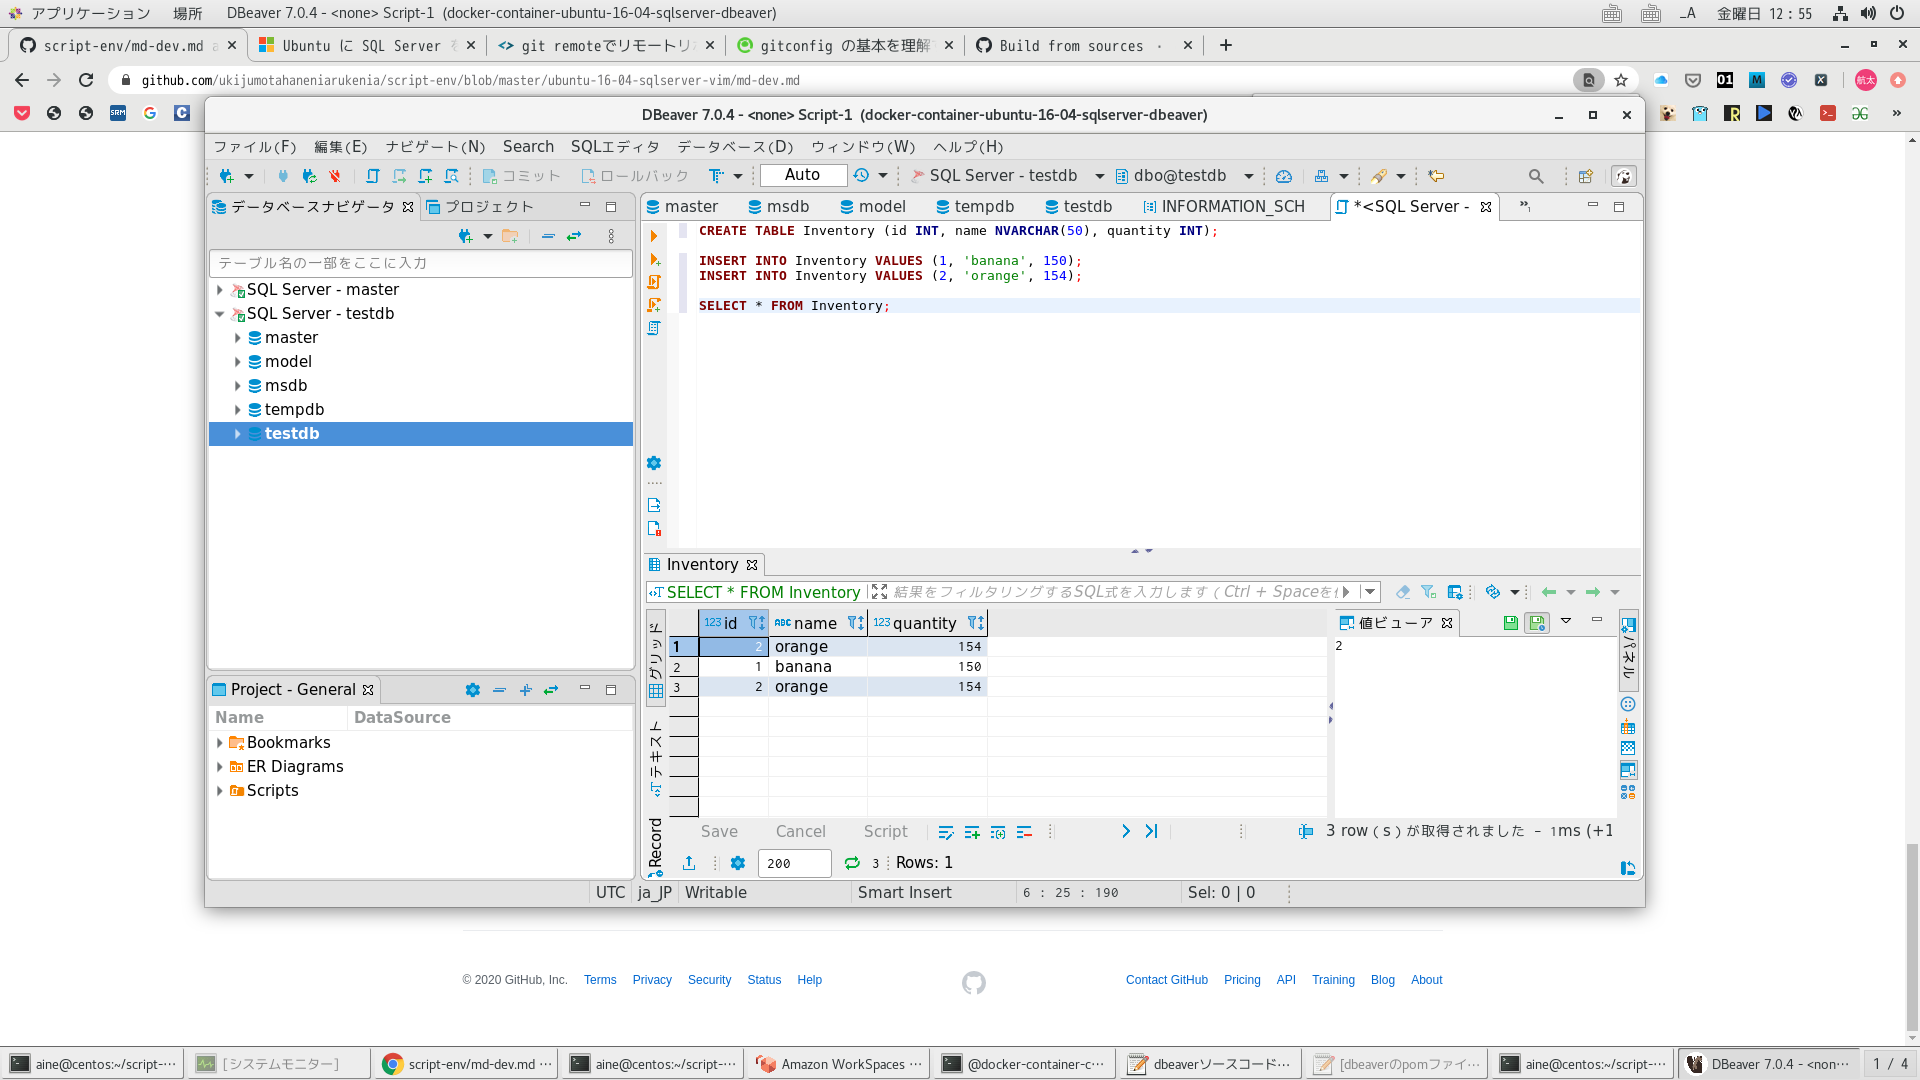 アプリケーション 場所 DBeaver 7.0.4 - <none> Script-1 (docker-container-ubuntu-16-04-sqlserver-dbeaver) _A 金曜日 12：55
script-env/md-dev.md a Ubuntu に SQL Server を git remoteでリモートリポ gitconfig の基本を理解 Build from sources ·
github.com/ukijumotahaneniarukenia/script-env/blob/master/ubuntu-16-04-sqlserver-vim/md-dev.md
DBeaver 7.0.4 - <none> Script-1 (docker-container-ubuntu-16-04-sqlserver-dbeaver)
ファイル(F) 編集(E) ナビゲート(N) Search SQLエディタ データベース(D) ウィンドウ(W) ヘルプ(H)
コミット ロールバック Auto SQL Server - testdb dbo@testdb
データベースナビゲータ プロジェクト
テーブル名の一部をここに入力
SQL Server - master
SQL Server - testdb
master
model
msdb
tempdb
testdb
master msdb model tempdb testdb INFORMATION_SCH *<SQL Server -
CREATE TABLE Inventory (id INT, name NVARCHAR(50), quantity INT);
INSERT INTO Inventory VALUES (1, 'banana', 150);
INSERT INTO Inventory VALUES (2, 'orange', 154);
SELECT * FROM Inventory;
Inventory
SELECT * FROM Inventory 結果をフィルタリングするSQL式を入力します ( Ctrl + Spaceを
グリッド
テキスト
Record
123 id ABC name 123 quantity
1 2 orange 154
2 1 banana 150
3 2 orange 154
値ビューア
2
パネル
Save Cancel Script 3 row ( s ) が取得されました － 1ms (+1
200 3 Rows: 1
Project - General
Name DataSource
Bookmarks
ER Diagrams
Scripts
UTC ja_JP Writable Smart Insert 6 : 25 : 190 Sel: 0 | 0
© 2020 GitHub, Inc. Terms Privacy Security Status Help Contact GitHub Pricing API Training Blog About
aine@centos:~/script-··· [システムモニター] script-env/md-dev.md ··· aine@centos:~/script-··· Amazon WorkSpaces ··· @docker-container-c··· dbeaverソースコード··· [dbeaverのpomファイ··· aine@centos:~/script-··· DBeaver 7.0.4 - <non··· 1 / 4